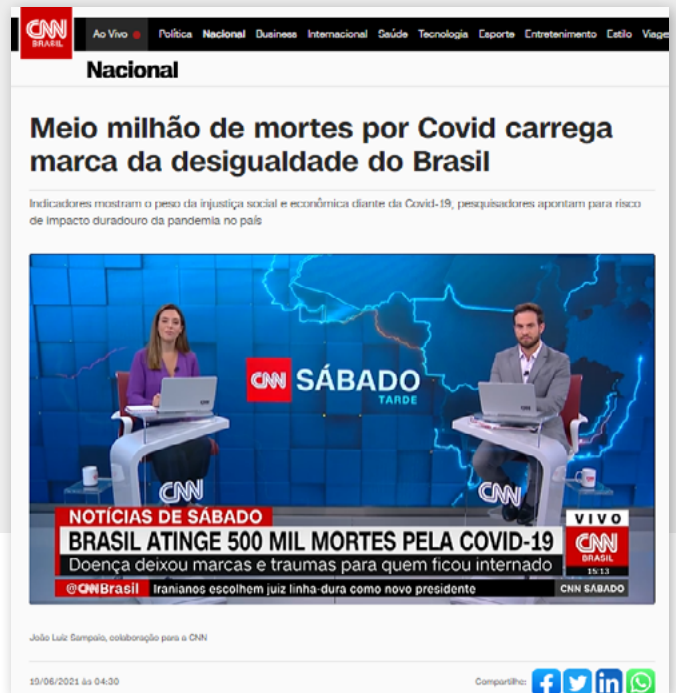 CNN
BRASIL
Ao Vivo Política Nacional Business Internacional Saúde Tecnologia Esporte Entretenimento Estilo Viage
Nacional
Meio milhão de mortes por Covid carrega
marca da desigualdade do Brasil
Indicadores mostram o peso da injustiça social e econômica diante da Covid-19, pesquisadores apontam para risco
de impacto duradouro da pandemia no país
CNN SÁBADO
TARDE
CNN
CNN
NOTÍCIAS DE SÁBADO
VIVO
BRASIL ATINGE 500 MIL MORTES PELA COVID-19
CNN
BRASIL
Doença deixou marcas e traumas para quem ficou internado
15:13
@CNNBrasil Iranianos escolhem juiz linha-dura como novo presidente
CNN SÁBADO
João Luiz Sampaio, colaboração para a CNN
19/06/2021 às 04:30
Compartilhe: